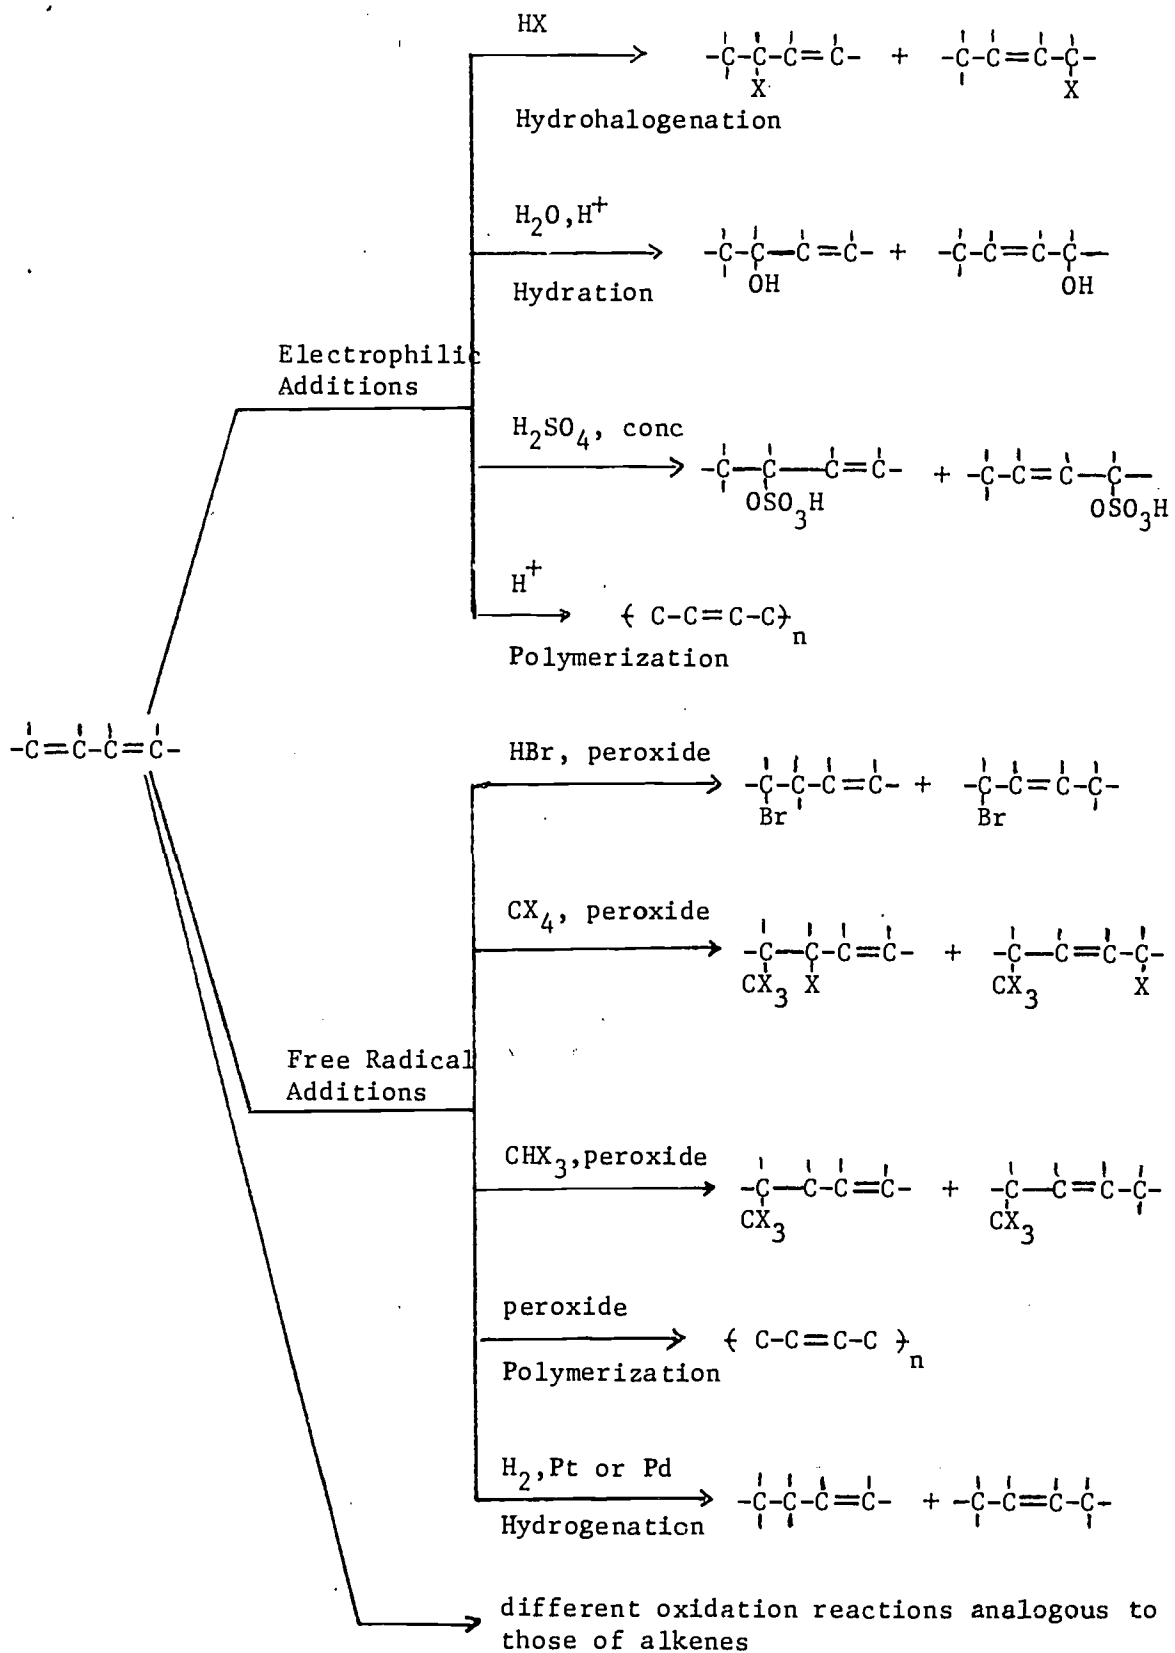 HX
-C-C-C=C- + -C-C=C-C-
X X
Hydrohalogenation
H2O,H+
-C-C-C=C- + -C-C=C-C-
OH OH
Hydration
Electrophilic
Additions
H2SO4, conc
-C-C-C=C- + -C-C=C-C-
OSO3H OSO3H
H+
( C-C=C-C)n
Polymerization
-C=C-C=C-
HBr, peroxide
-C-C-C=C- + -C-C=C-C-
Br Br
CX4, peroxide
-C-C-C=C- + -C-C=C-C-
CX3 X CX3 X
Free Radical
Additions
CHX3,peroxide
-C-C-C=C- + -C-C=C-C-
CX3 CX3
peroxide
( C-C=C-C )n
Polymerization
H2,Pt or Pd
-C-C-C=C- + -C-C=C-C-
Hydrogenation
different oxidation reactions analogous to
those of alkenes